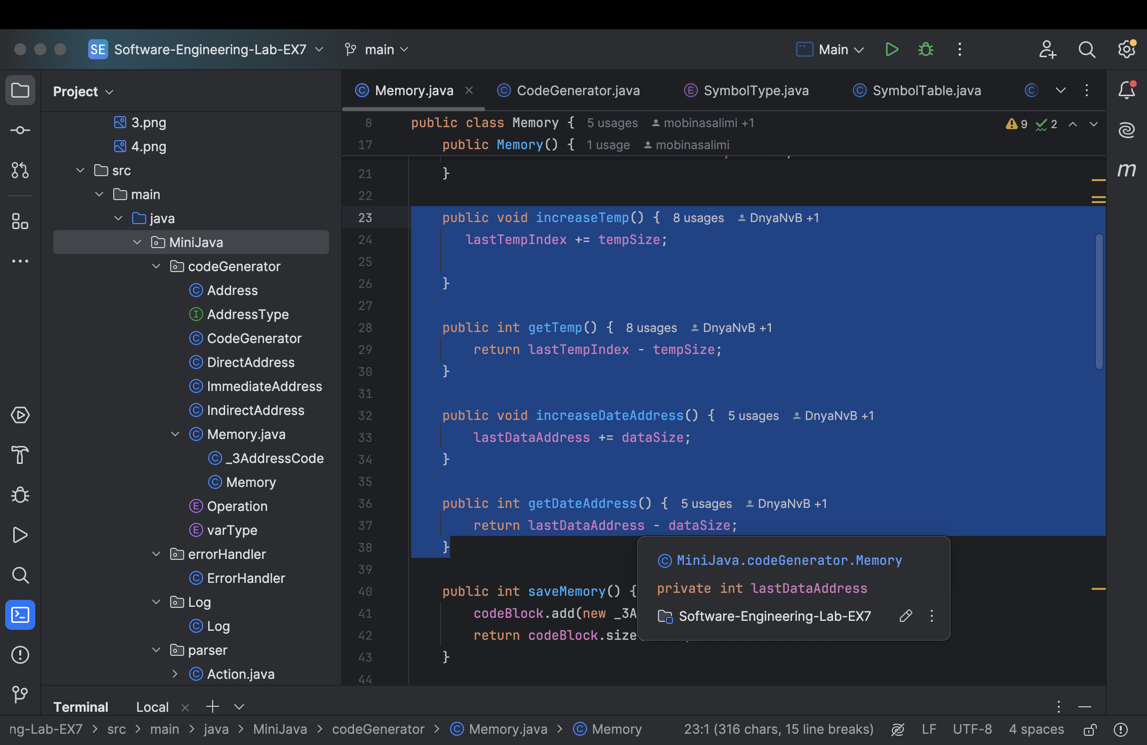 SE Software-Engineering-Lab-EX7 main Main
Project
Memory.java CodeGenerator.java SymbolType.java SymbolTable.java
3.png
4.png
src
main
java
MiniJava
codeGenerator
Address
AddressType
CodeGenerator
DirectAddress
ImmediateAddress
IndirectAddress
Memory.java
_3AddressCode
Memory
Operation
varType
errorHandler
ErrorHandler
Log
Log
parser
Action.java
8 public class Memory { 5 usages mobinasalimi +1
9 2
17 public Memory() { 1 usage mobinasalimi
21 }
22
23 public void increaseTemp() { 8 usages DnyaNvB +1
24 lastTempIndex += tempSize;
25
26 }
27
28 public int getTemp() { 8 usages DnyaNvB +1
29 return lastTempIndex - tempSize;
30 }
31
32 public void increaseDateAddress() { 5 usages DnyaNvB +1
33 lastDataAddress += dataSize;
34 }
35
36 public int getDateAddress() { 5 usages DnyaNvB +1
37 return lastDataAddress - dataSize;
38 }
39
40 public int saveMemory() {
41 codeBlock.add(new _3A
42 return codeBlock.size
43 }
44
MiniJava.codeGenerator.Memory
private int lastDataAddress
Software-Engineering-Lab-EX7
m
Terminal Local
ng-Lab-EX7 > src > main > java > MiniJava > codeGenerator > Memory.java > Memory 23:1 (316 chars, 15 line breaks) LF UTF-8 4 spaces